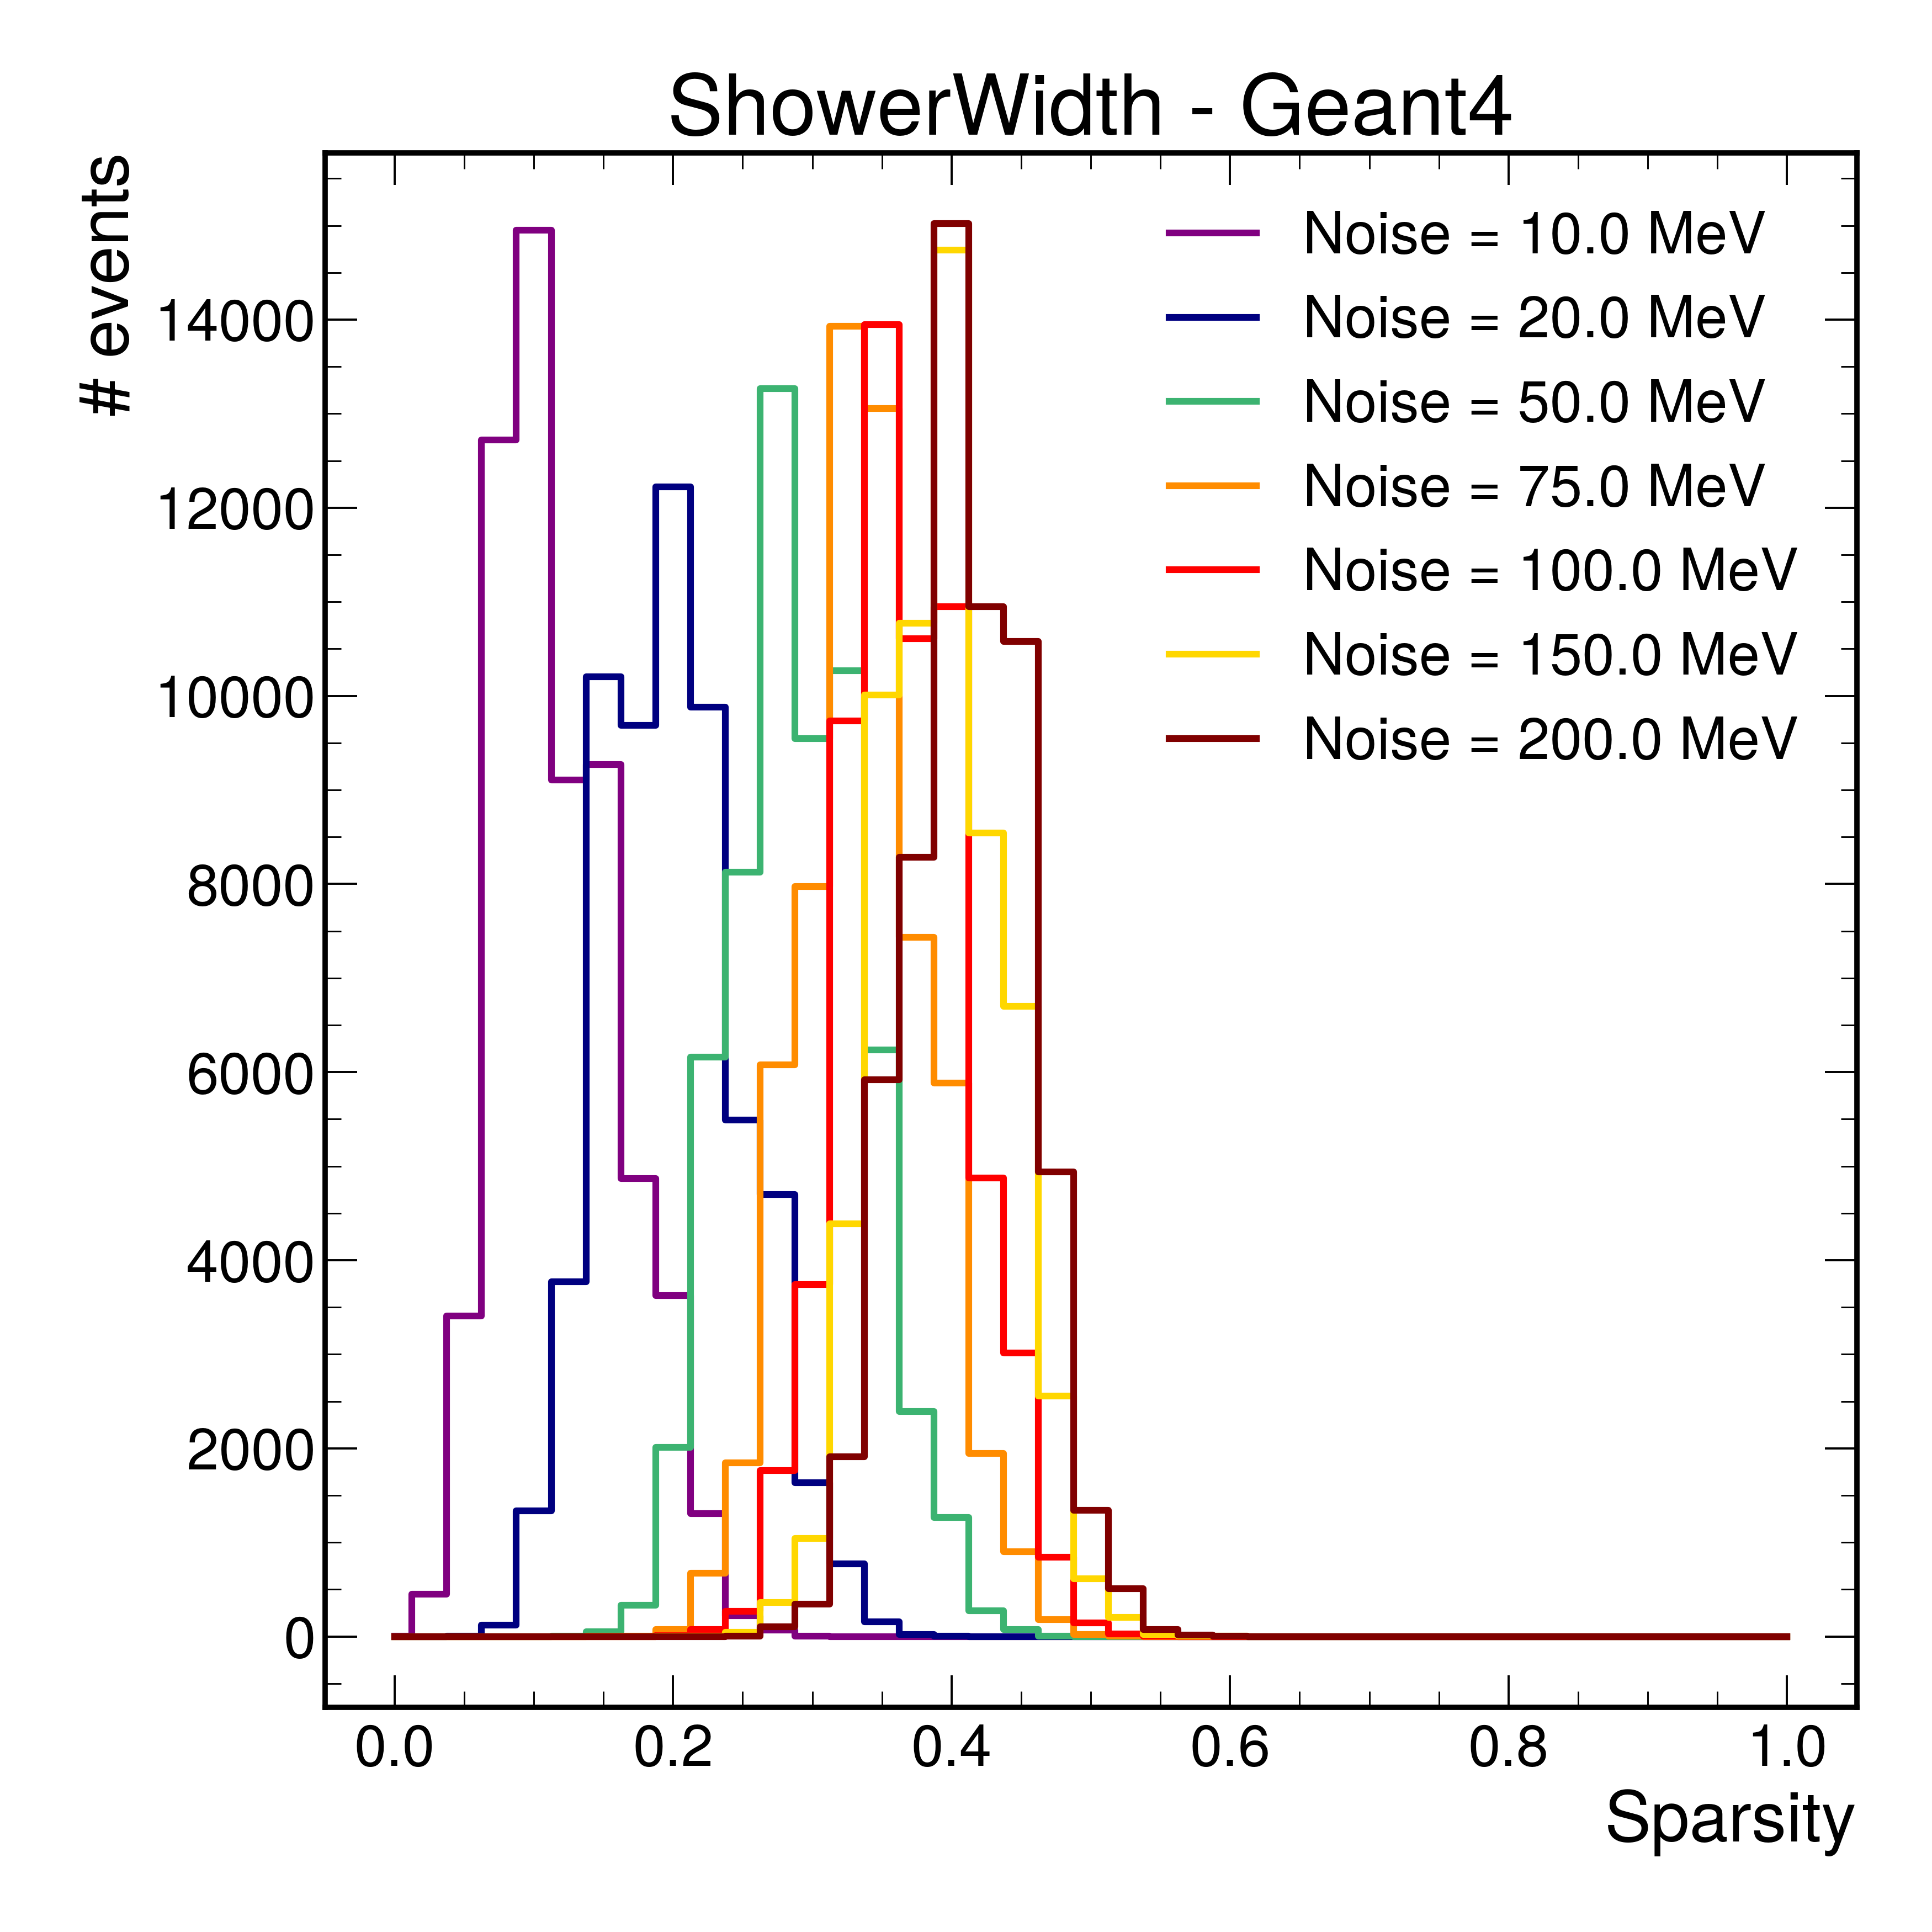 ShowerWidth - Geant4
# events
14000
12000
10000
8000
6000
4000
2000
0
Noise = 10.0 MeV
Noise = 20.0 MeV
Noise = 50.0 MeV
Noise = 75.0 MeV
Noise = 100.0 MeV
Noise = 150.0 MeV
Noise = 200.0 MeV
0.0 0.2 0.4 0.6 0.8 1.0
Sparsity